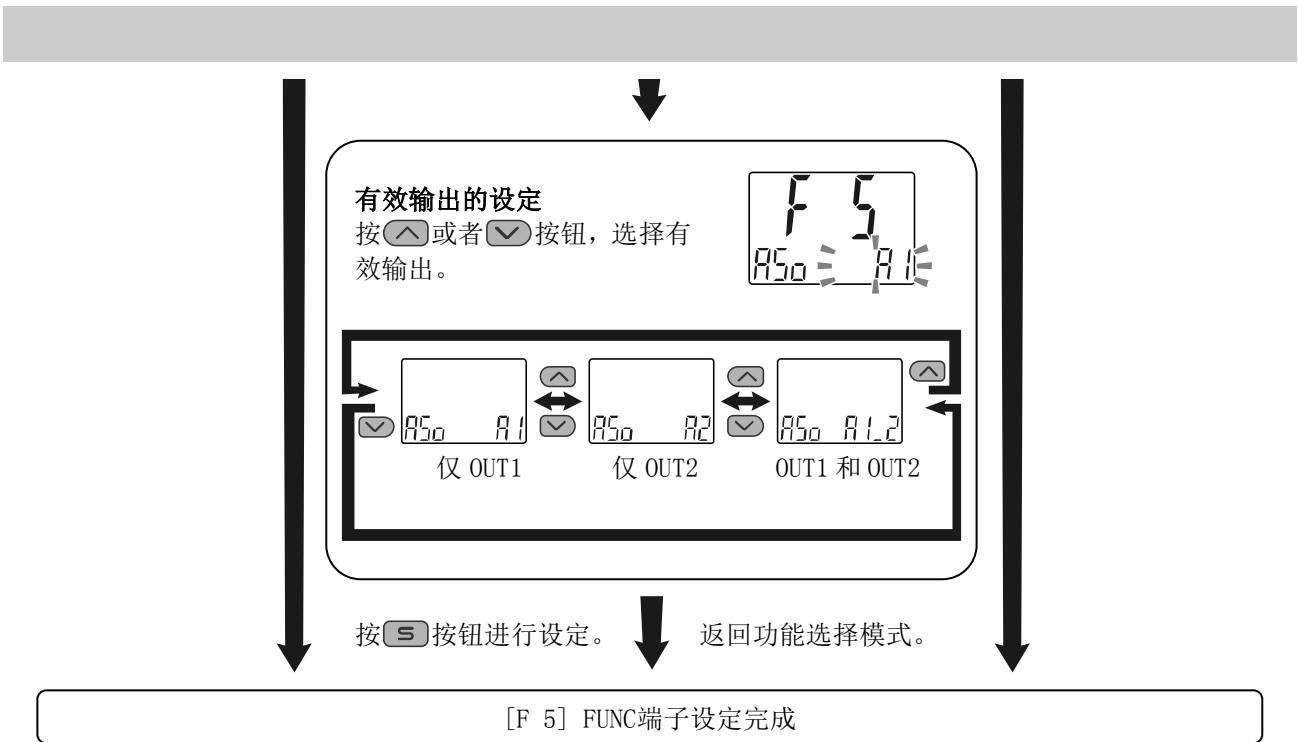 有效输出的设定
按或者按钮，选择有
效输出。
F 5
ASo A1
ASo A1
ASo A2
ASo A1_2
仅 OUT1
仅 OUT2
OUT1 和 OUT2
按S按钮进行设定。
返回功能选择模式。
[F 5] FUNC端子设定完成